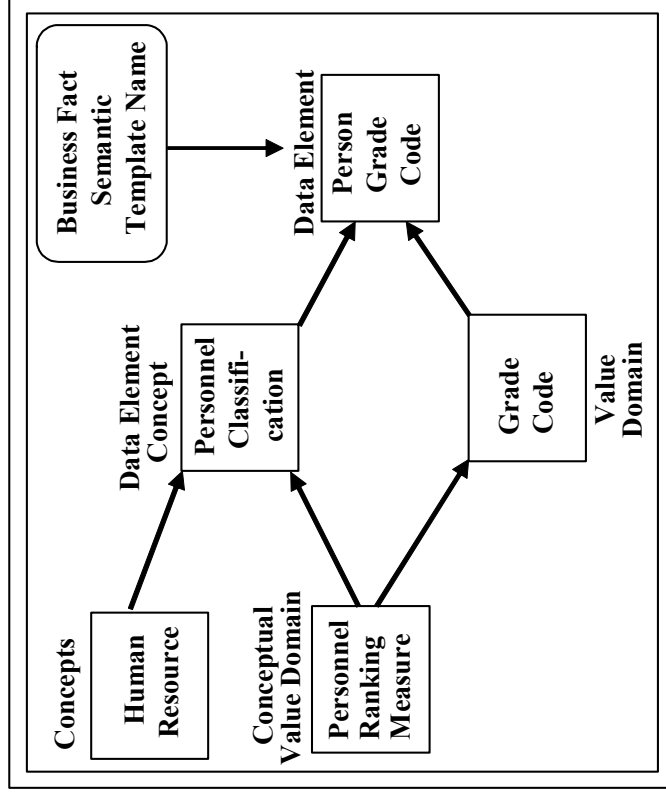 Concepts
Human
Resource
Conceptual
Value Domain
Personnel
Ranking
Measure
Data Element
Concept
Personnel
Classifi-
cation
Grade
Code
Value
Domain
Business Fact
Semantic
Template Name
Data Element
Person
Grade
Code